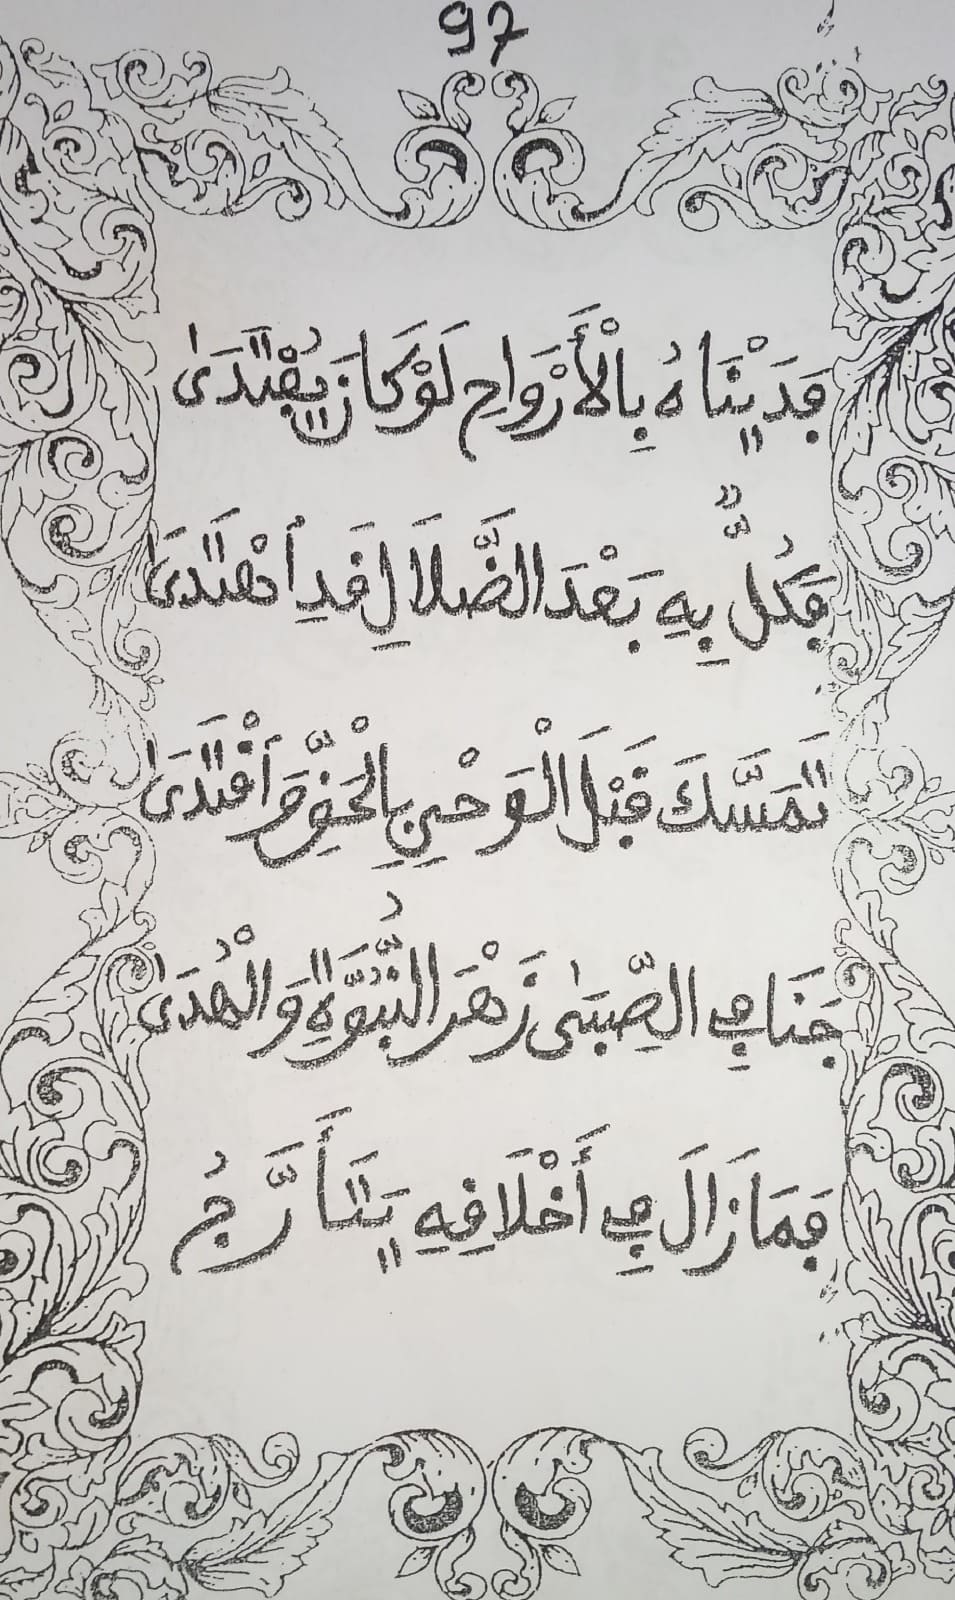 97
فَدَيْنَاهُ بِالْأَرْوَاحِ لَوْ كَانَ يُفْتَدَى
فَكُلٌّ بِهِ بَعْدَ الضَّلَالِ قَدِ اهْتَدَى
تَمَسَّكَ قَبْلَ الْوَحْيِ بِالْحَقِّ وَاقْتَدَى
جَنَا فِي الصِّبَى زَهْرَ النُّبُوَّةِ وَالْهُدَى
فَمَا زَالَ فِي أَخْلَاقِهِ يَتَأَرَّجُ